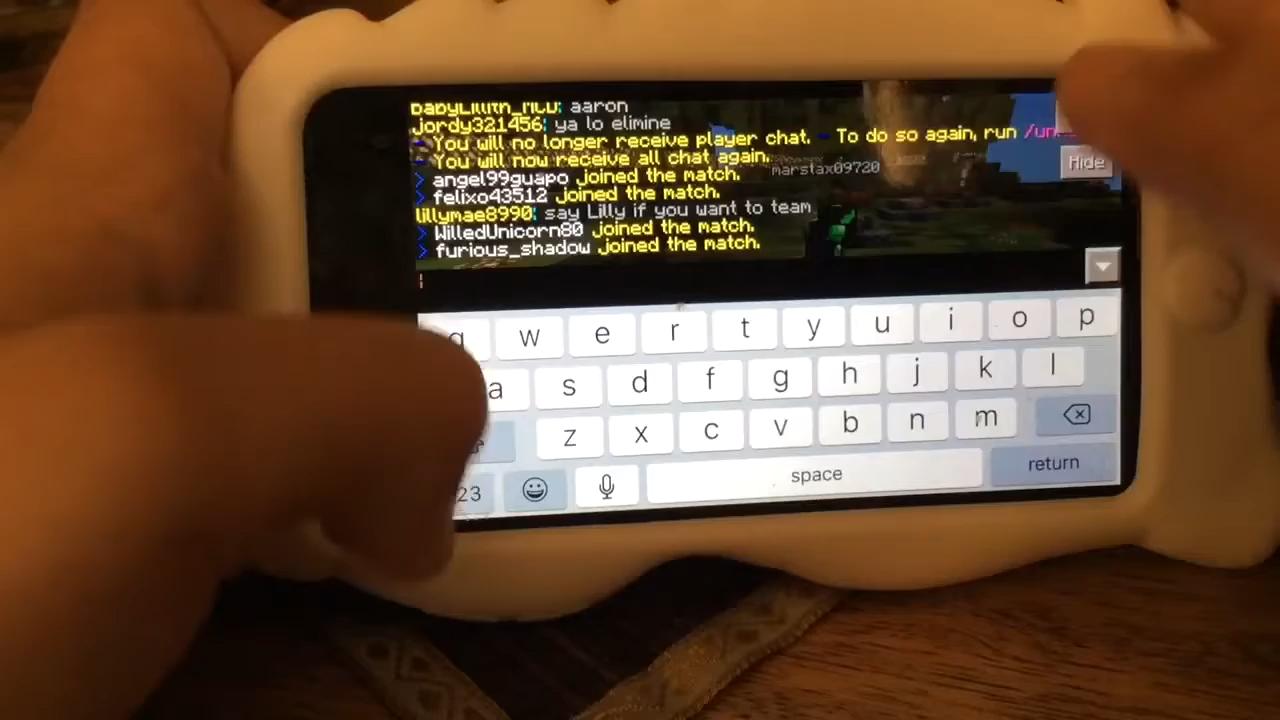 babyLillith_MCD: aaron
jordy321456: ya lo elimine
- You will no longer receive player chat. - To do so again, run
- You will now receive all chat again.
marstax09720
Hide
> angel99guapo joined the match.
> felixo43512 joined the match.
lillymae8990: say Lilly if you want to team
> WilledUnicorn80 joined the match.
> furious_shadow joined the match.
q w e r t y u i o p
a s d f g h j k l
z x c v b n m
space return